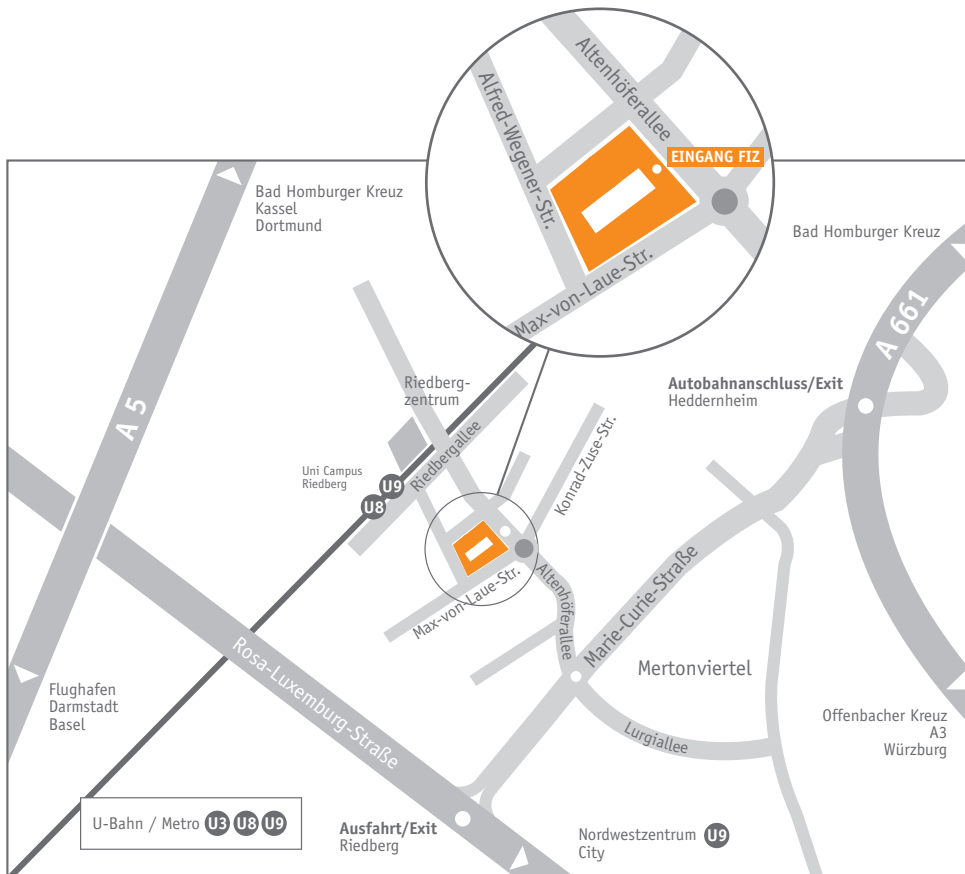 Altenhöferallee
Alfred-Wegener-Str.
EINGANG FIZ
Max-von-Laue-Str.
Bad Homburger Kreuz
Kassel
Dortmund
Bad Homburger Kreuz
A 661
A 5
Riedberg-
zentrum
Autobahnanschluss/Exit
Heddernheim
Riedbergallee
Konrad-Zuse-Str.
Uni Campus
Riedberg
U9
U8
Max-von-Laue-Str.
Altenhöferallee
Marie-Curie-Straße
Mertonviertel
Rosa-Luxemburg-Straße
Flughafen
Darmstadt
Basel
Lurgiallee
Offenbacher Kreuz
A3
Würzburg
U-Bahn / Metro U3 U8 U9
Ausfahrt/Exit
Riedberg
Nordwestzentrum U9
City